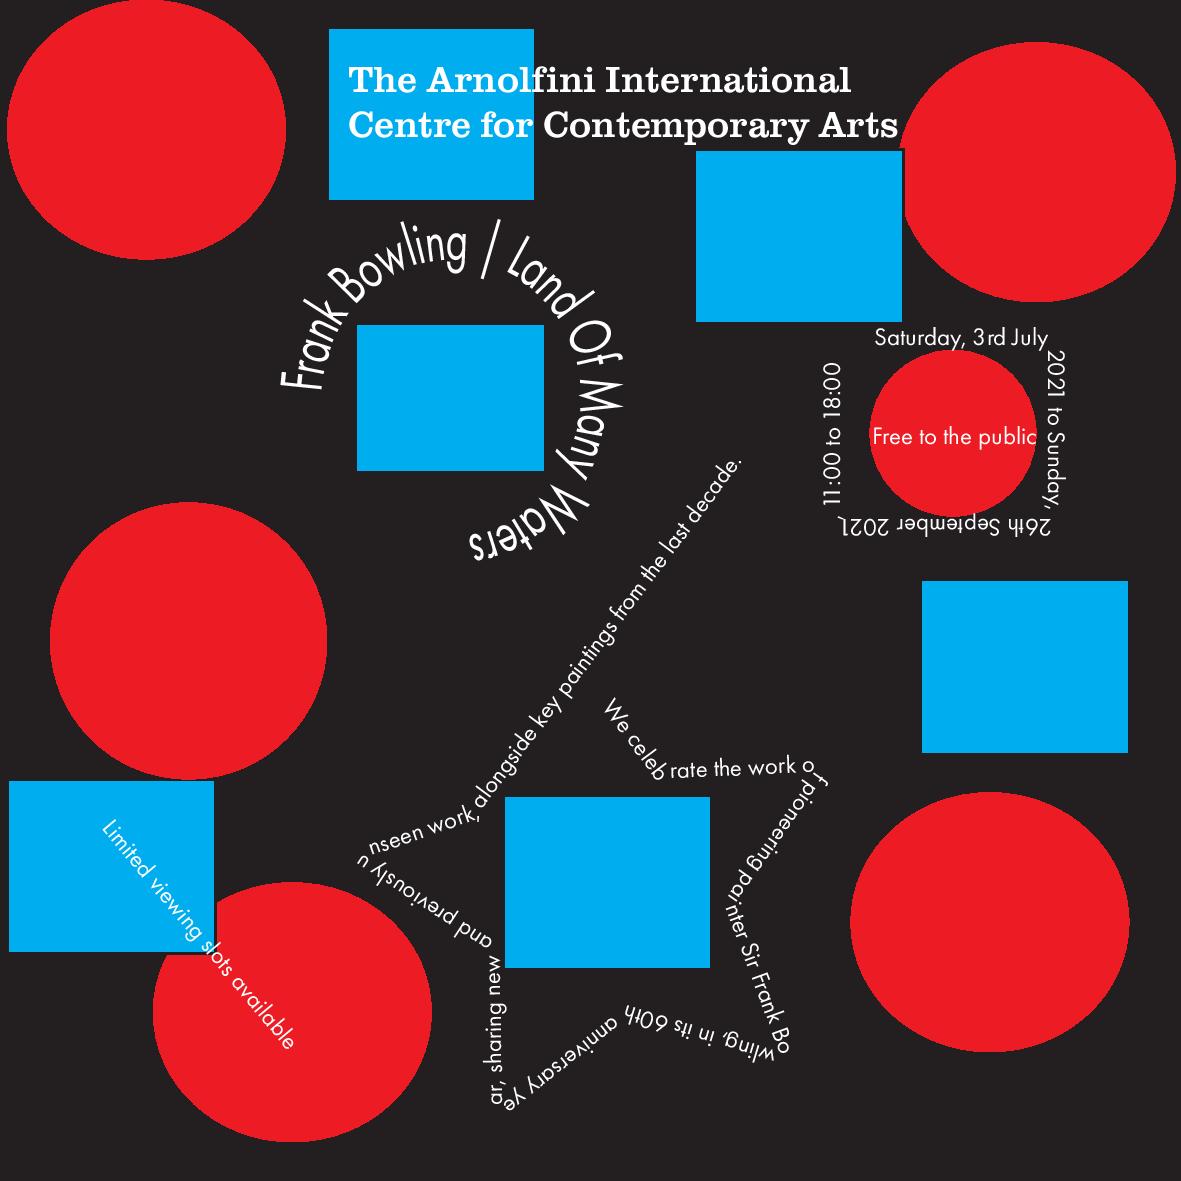 The Arnolfini International
Centre for Contemporary Arts
Frank Bowling / Land Of Many Waters
Saturday, 3rd July
2021 to Sunday,
26th September 2021
11:00 to 18:00
Free to the public
We celebrate the work of pioneering painter Sir Frank Bowling, in its 60th anniversary year, sharing new and previously unseen work, alongside key paintings from the last decade.
Limited viewing slots available